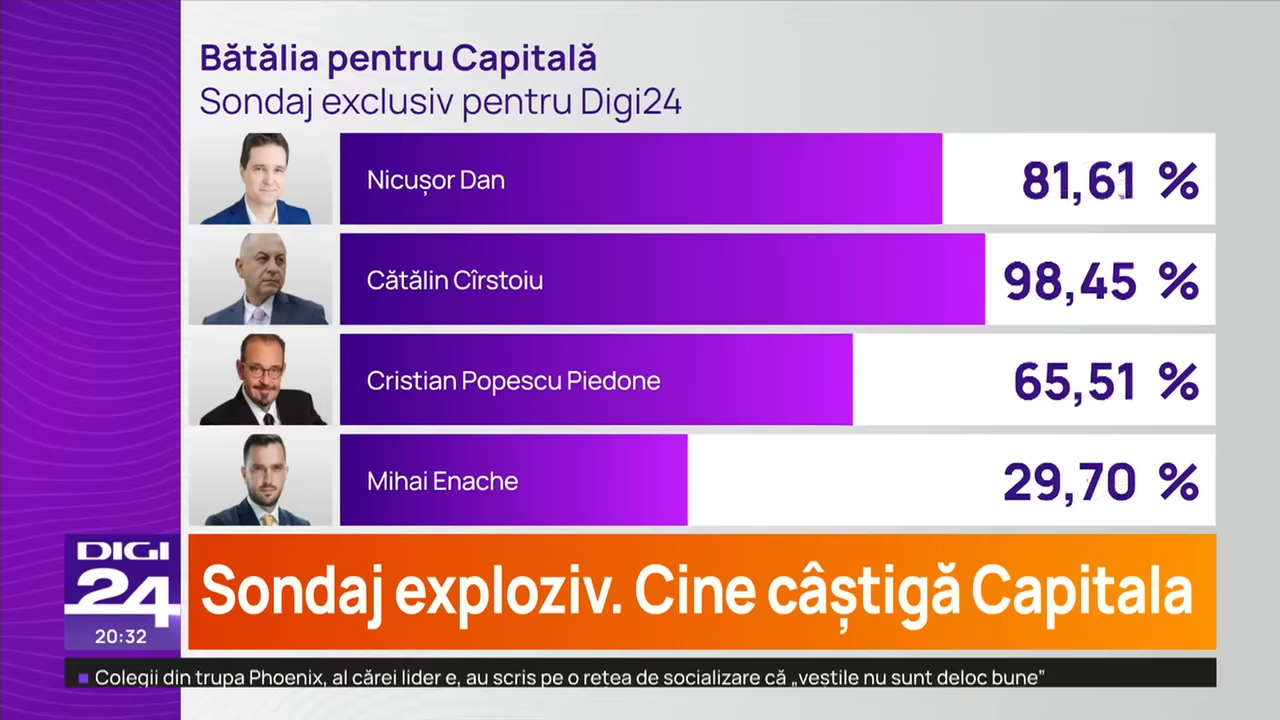 Bătălia pentru Capitală
Sondaj exclusiv pentru Digi24
Nicușor Dan 81,61 %
Cătălin Cîrstoiu 98,45 %
Cristian Popescu Piedone 65,51 %
Mihai Enache 29,70 %
DIGI
24
20:32
Sondaj exploziv. Cine câștigă Capitala
Colegii din trupa Phoenix, al cărei lider e, au scris pe o rețea de socializare că „veștile nu sunt deloc bune”